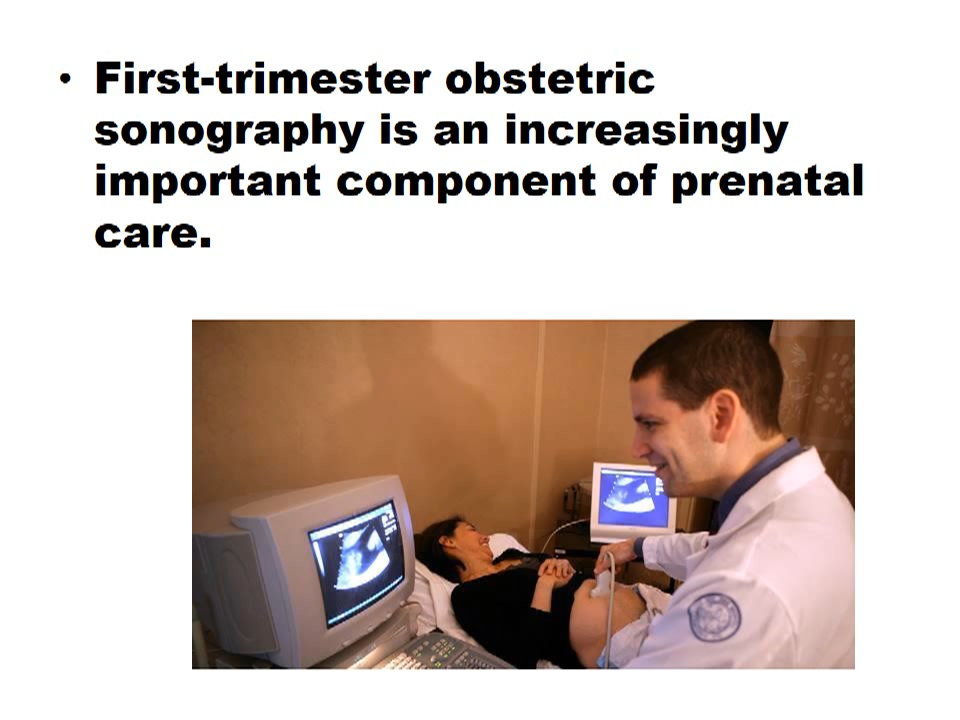 • First-trimester obstetric
sonography is an increasingly
important component of prenatal
care.